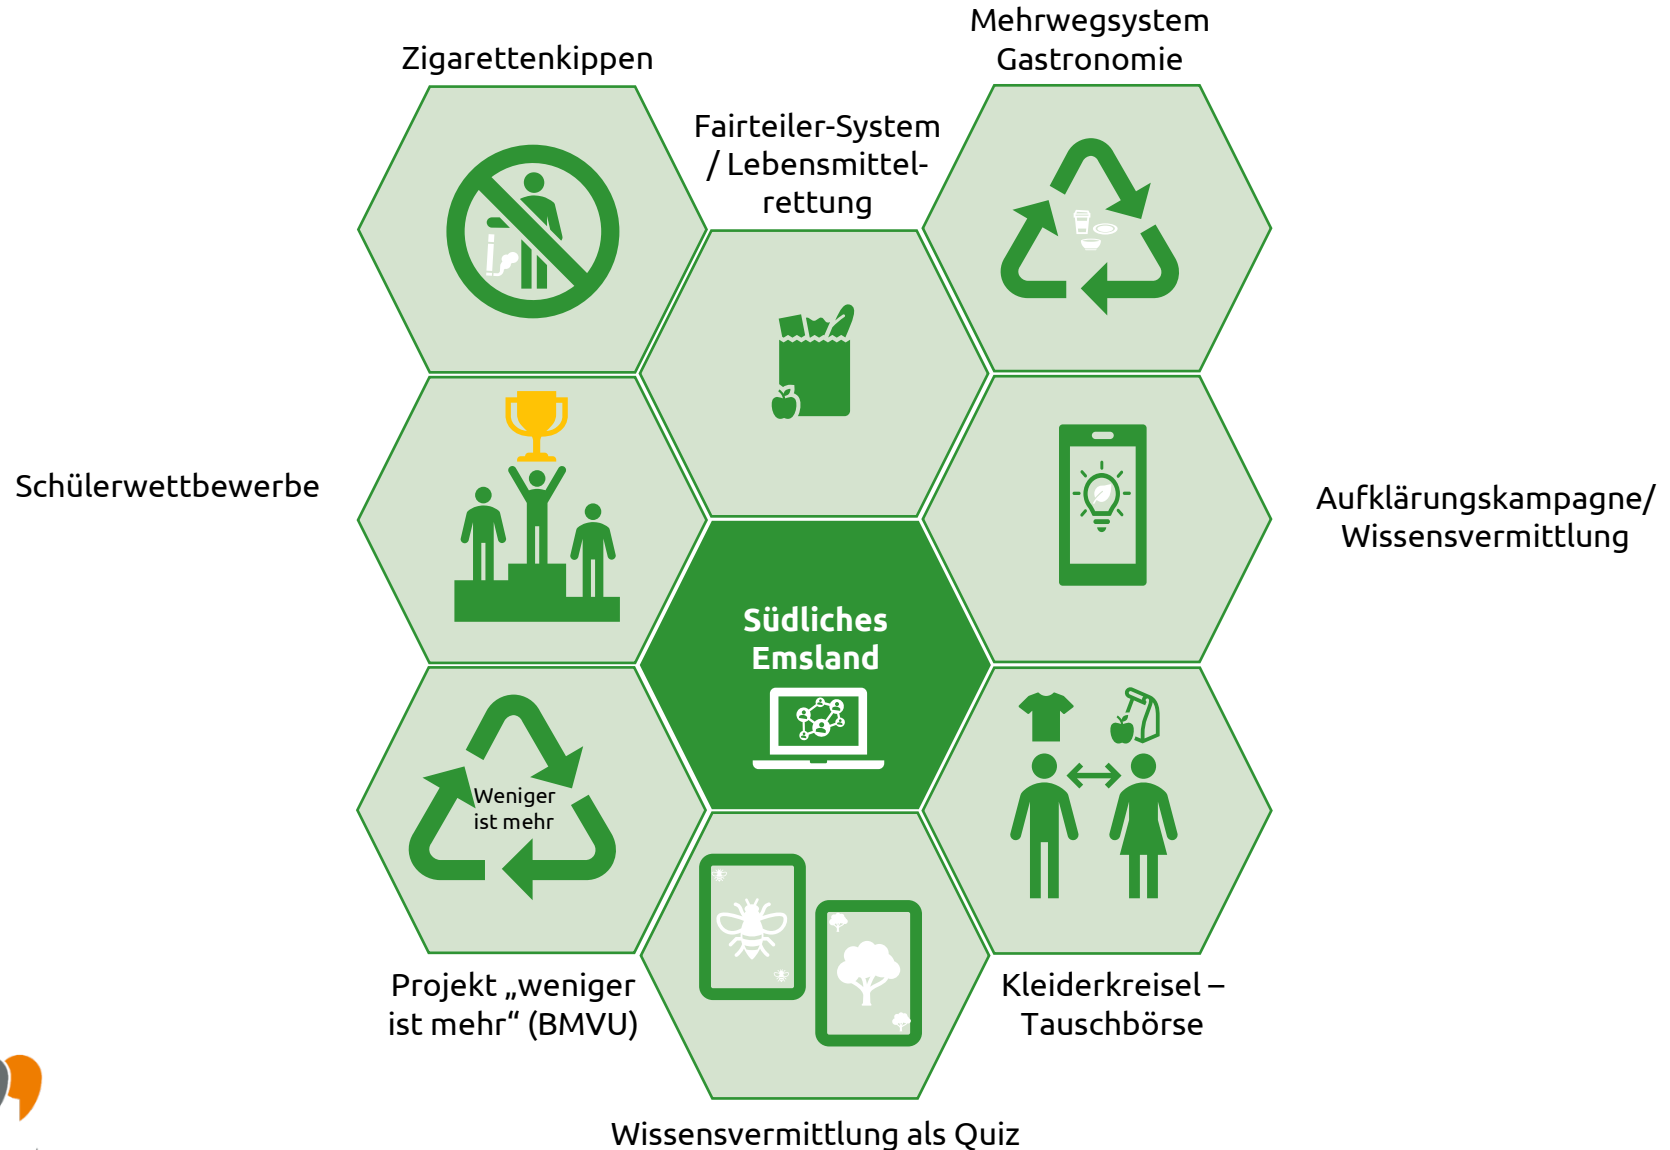 Zigarettenkippen
Mehrwegsystem
Gastronomie
Fairteiler-System
/ Lebensmittel-
rettung
Schülerwettbewerbe
Aufklärungskampagne/
Wissensvermittlung
Südliches
Emsland
Weniger
ist mehr
Projekt „weniger
ist mehr“ (BMVU)
Kleiderkreisel –
Tauschbörse
Wissensvermittlung als Quiz